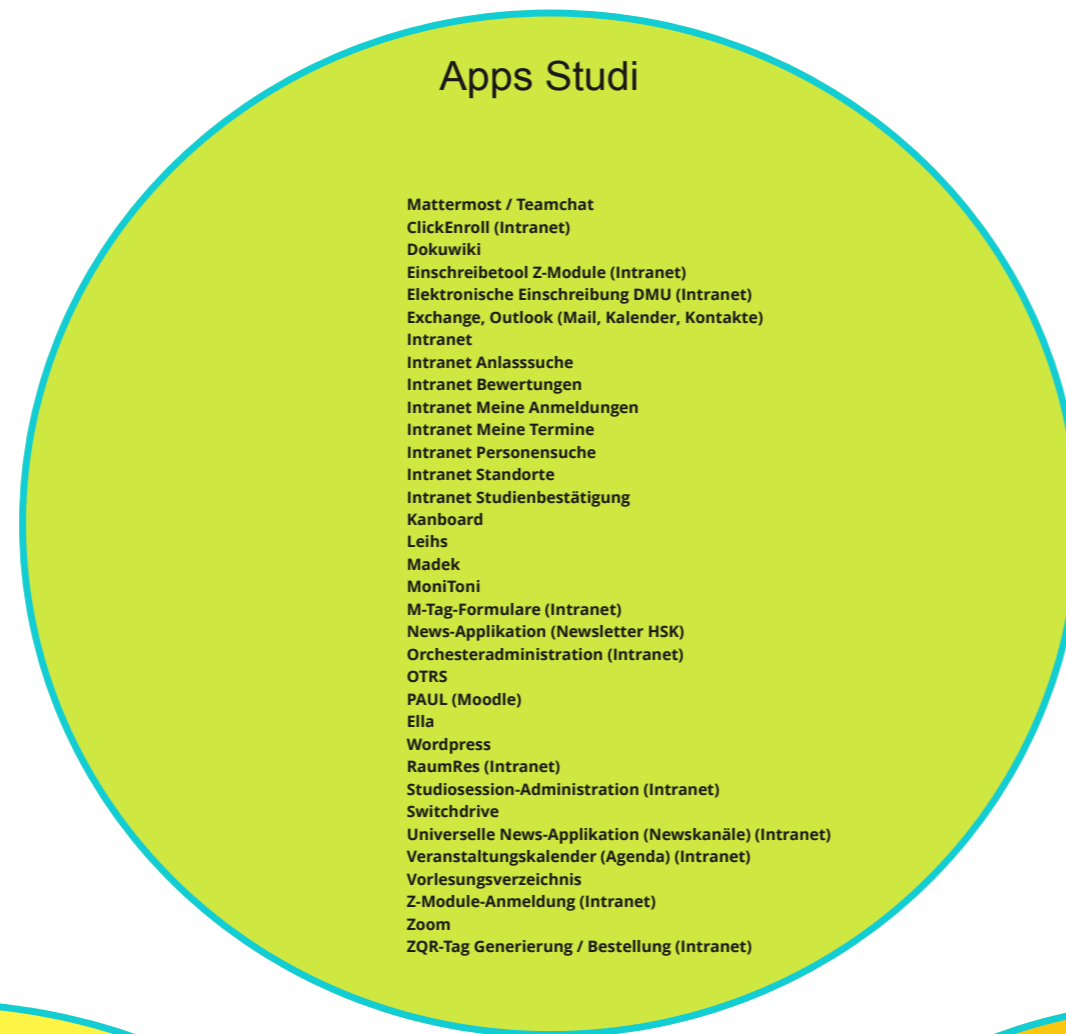 Apps Studi
Mattermost / Teamchat
ClickEnroll (Intranet)
Dokuwiki
Einschreibetool Z-Module (Intranet)
Elektronische Einschreibung DMU (Intranet)
Exchange, Outlook (Mail, Kalender, Kontakte)
Intranet
Intranet Anlasssuche
Intranet Bewertungen
Intranet Meine Anmeldungen
Intranet Meine Termine
Intranet Personensuche
Intranet Standorte
Intranet Studienbestätigung
Kanboard
Leihs
Madek
MoniToni
M-Tag-Formulare (Intranet)
News-Applikation (Newsletter HSK)
Orchesteradministration (Intranet)
OTRS
PAUL (Moodle)
Ella
Wordpress
RaumRes (Intranet)
Studiosession-Administration (Intranet)
Switchdrive
Universelle News-Applikation (Newskanäle) (Intranet)
Veranstaltungskalender (Agenda) (Intranet)
Vorlesungsverzeichnis
Z-Module-Anmeldung (Intranet)
Zoom
ZQR-Tag Generierung / Bestellung (Intranet)